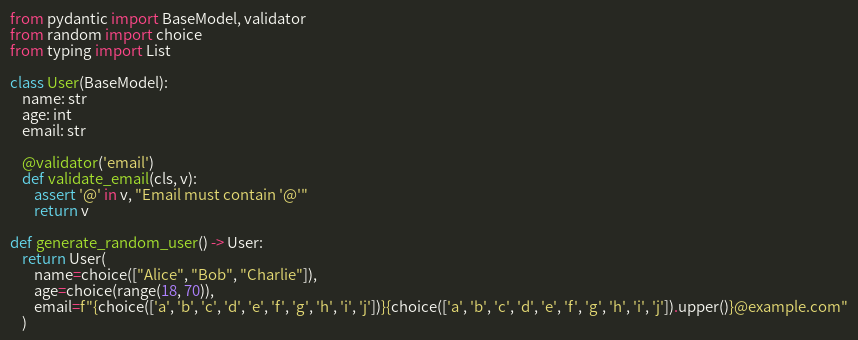 from pydantic import BaseModel, validator
from random import choice
from typing import List

class User(BaseModel):
    name: str
    age: int
    email: str

    @validator('email')
    def validate_email(cls, v):
        assert '@' in v, "Email must contain '@'"
        return v

def generate_random_user() -> User:
    return User(
        name=choice(["Alice", "Bob", "Charlie"]),
        age=choice(range(18, 70)),
        email=f"{choice(['a', 'b', 'c', 'd', 'e', 'f', 'g', 'h', 'i', 'j'])}{choice(['a', 'b', 'c', 'd', 'e', 'f', 'g', 'h', 'i', 'j']).upper()}@example.com"
    )